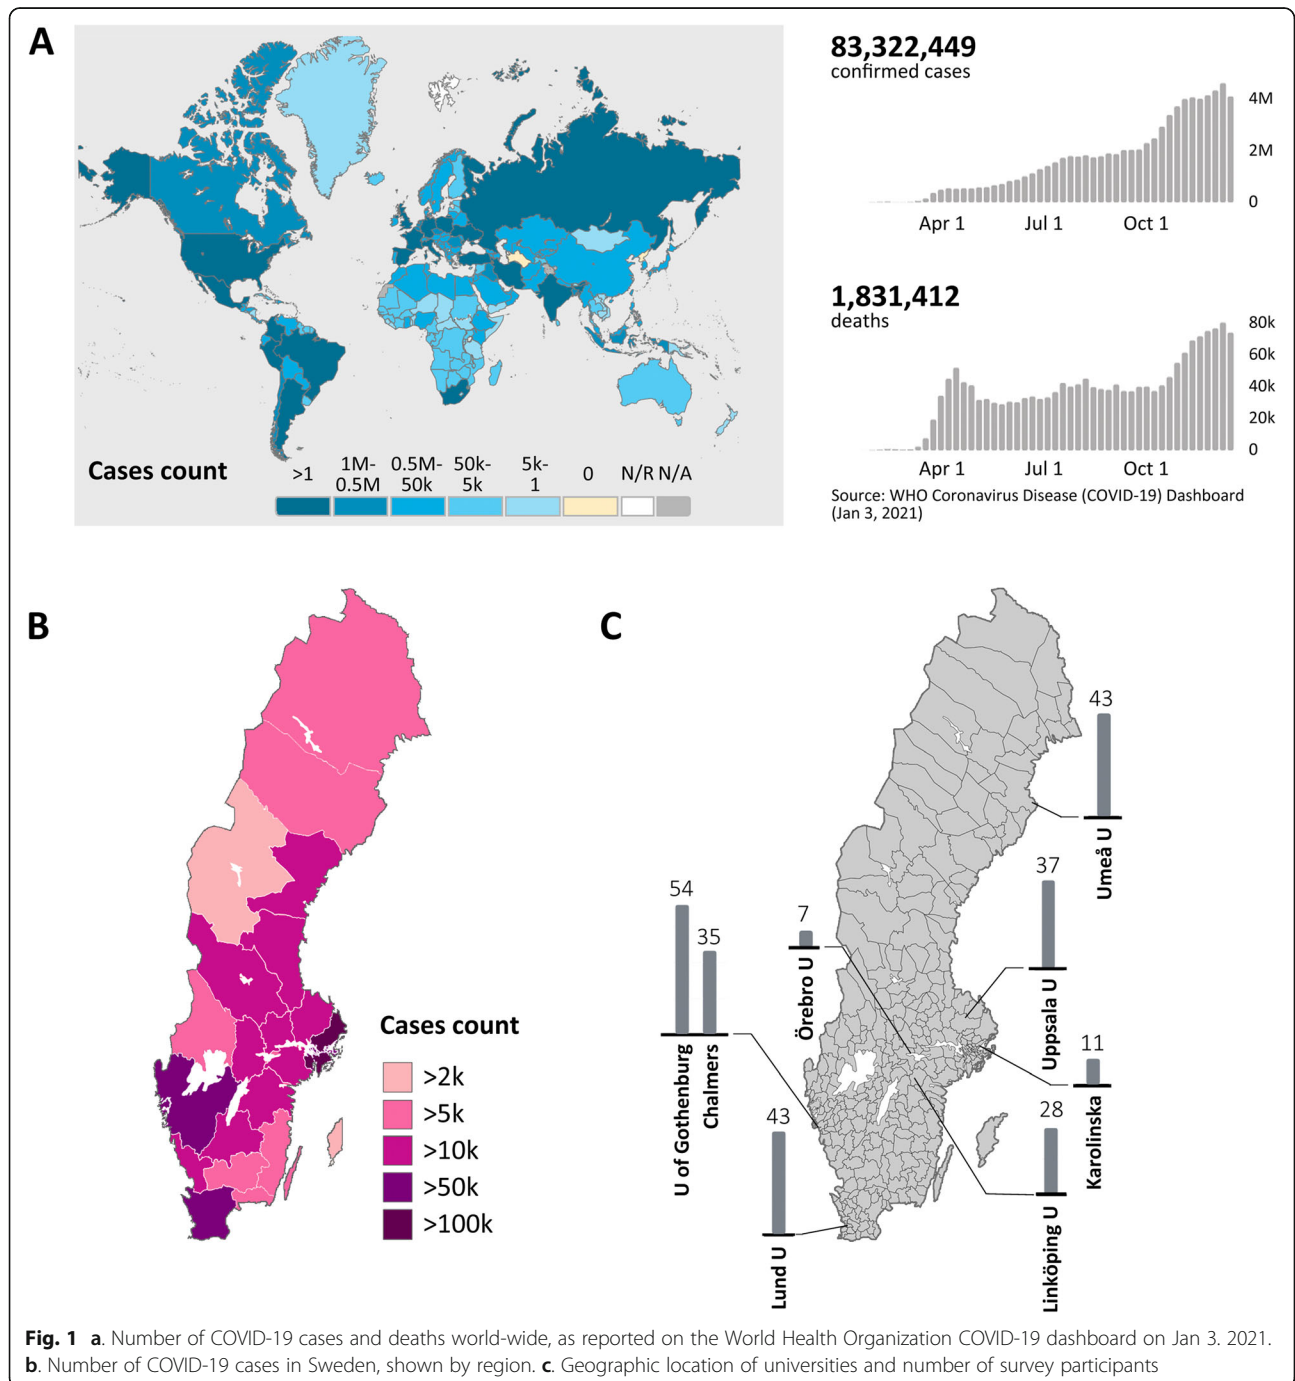 A
83,322,449
confirmed cases
4M
2M
0
Apr 1 Jul 1 Oct 1
1,831,412
deaths
80k
60k
40k
20k
0
Apr 1 Jul 1 Oct 1
Source: WHO Coronavirus Disease (COVID-19) Dashboard
(Jan 3, 2021)
Cases count
>1
1M-
0.5M
0.5M-
50k
50k-
5k
5k-
1
0
N/R
N/A
B
Cases count
>2k
>5k
>10k
>50k
>100k
C
43
Umeå U
37
Uppsala U
7
Örebro U
54
U of Gothenburg
35
Chalmers
11
Karolinska
28
Linköping U
43
Lund U
Fig. 1 a. Number of COVID-19 cases and deaths world-wide, as reported on the World Health Organization COVID-19 dashboard on Jan 3. 2021.
b. Number of COVID-19 cases in Sweden, shown by region. c. Geographic location of universities and number of survey participants